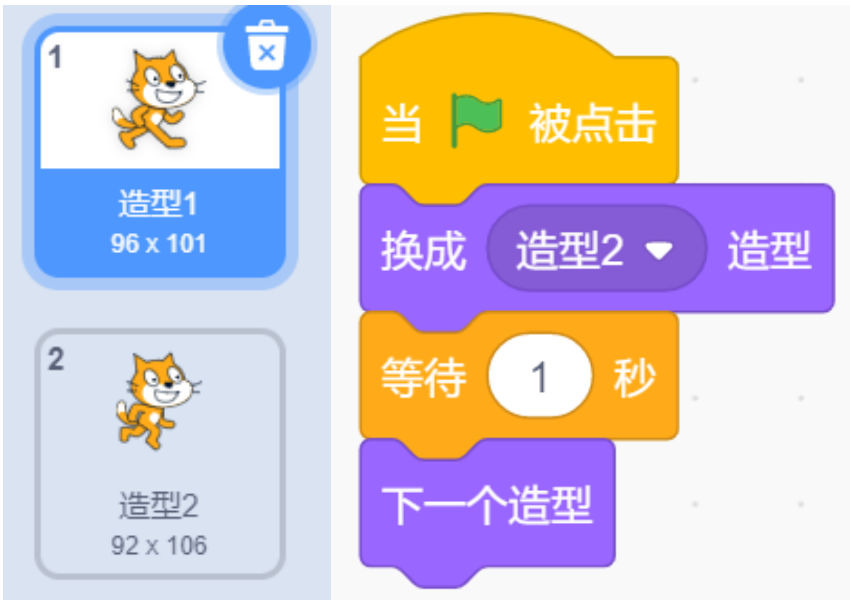 1
造型1
96 x 101
2
造型2
92 x 106
当 被点击
换成 造型2 造型
等待 1 秒
下一个造型